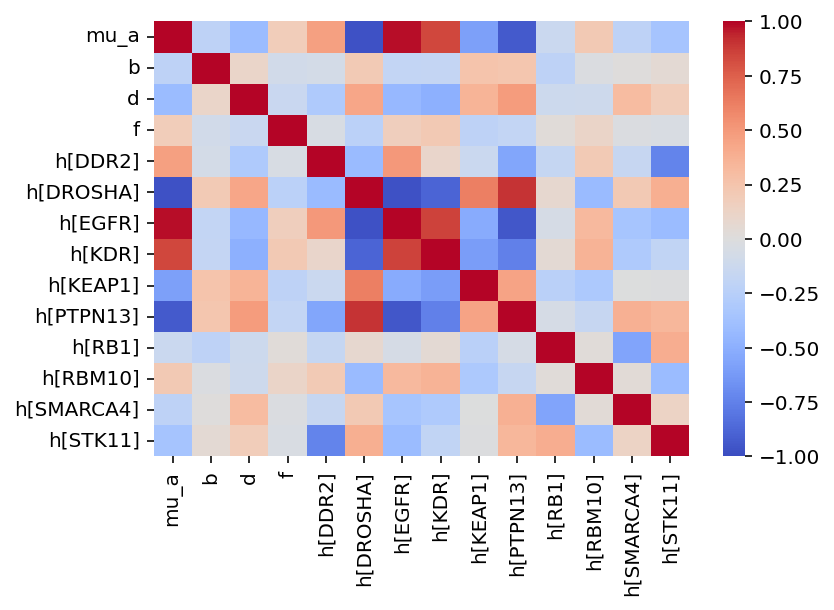 mu_a
b
d
f
h[DDR2]
h[DROSHA]
h[EGFR]
h[KDR]
h[KEAP1]
h[PTPN13]
h[RB1]
h[RBM10]
h[SMARCA4]
h[STK11]
mu_a
b
d
f
h[DDR2]
h[DROSHA]
h[EGFR]
h[KDR]
h[KEAP1]
h[PTPN13]
h[RB1]
h[RBM10]
h[SMARCA4]
h[STK11]
1.00
0.75
0.50
0.25
0.00
−0.25
−0.50
−0.75
−1.00